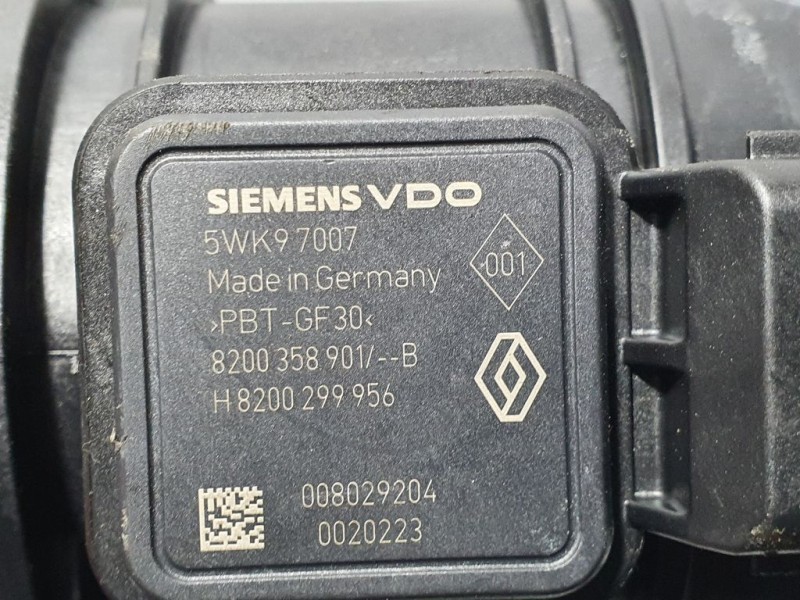 SIEMENS VDO
5WK9 7007
001
Made in Germany
>PBT-GF30<
8200 358 901/--B
H 8200 299 956
008029204
0020223